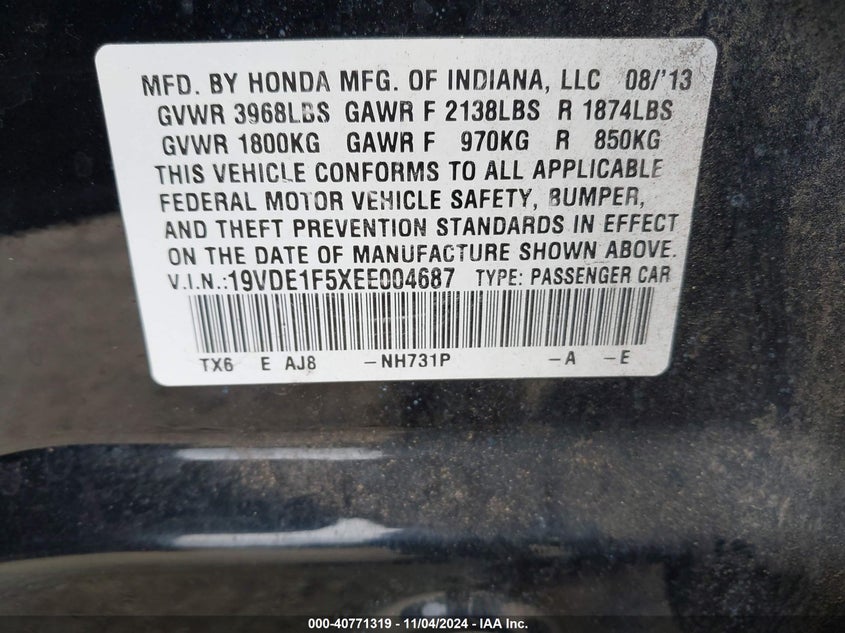 MFD. BY HONDA MFG. OF INDIANA, LLC 08/'13
GVWR 3968LBS GAWR F 2138LBS R 1874LBS
GVWR 1800KG GAWR F 970KG R 850KG
THIS VEHICLE CONFORMS TO ALL APPLICABLE
FEDERAL MOTOR VEHICLE SAFETY, BUMPER,
AND THEFT PREVENTION STANDARDS IN EFFECT
ON THE DATE OF MANUFACTURE SHOWN ABOVE.
V.I.N.:19VDE1F5XEE004687 TYPE: PASSENGER CAR
TX6 E AJ8 –NH731P –A –E
000-40771319 - 11/04/2024 - IAA Inc.